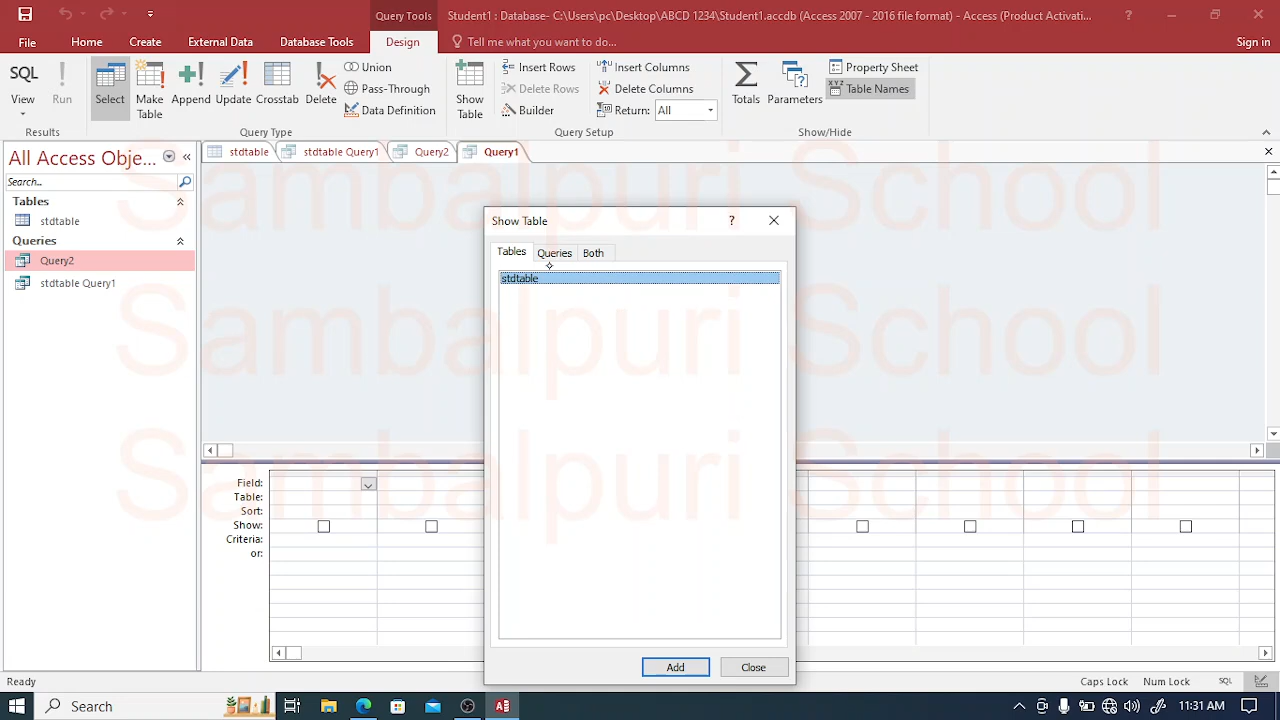 Query Tools
Student1 : Database- C:\Users\pc\Desktop\ABCD 1234\Student1.accdb (Access 2007 - 2016 file format) - Access (Product Activati...
File
Home
Create
External Data
Database Tools
Design
Tell me what you want to do...
Sign in
SQL
View
Run
Results
Select
Make Table
Append
Update
Crosstab
Delete
Union
Pass-Through
Data Definition
Query Type
Show Table
Insert Rows
Delete Rows
Builder
Insert Columns
Delete Columns
Return: All
Query Setup
Totals
Parameters
Property Sheet
XYZ Table Names
Show/Hide
All Access Obje...
Search...
Tables
stdtable
Queries
Query2
stdtable Query1
stdtable
stdtable Query1
Query2
Query1
Sambalpuri School
Sambalpuri School
Sambalpuri School
Show Table
?
Tables
Queries
Both
stdtable
Add
Close
Field:
Table:
Sort:
Show:
Criteria:
or:
Ready
Caps Lock
Num Lock
SQL
Search
11:31 AM